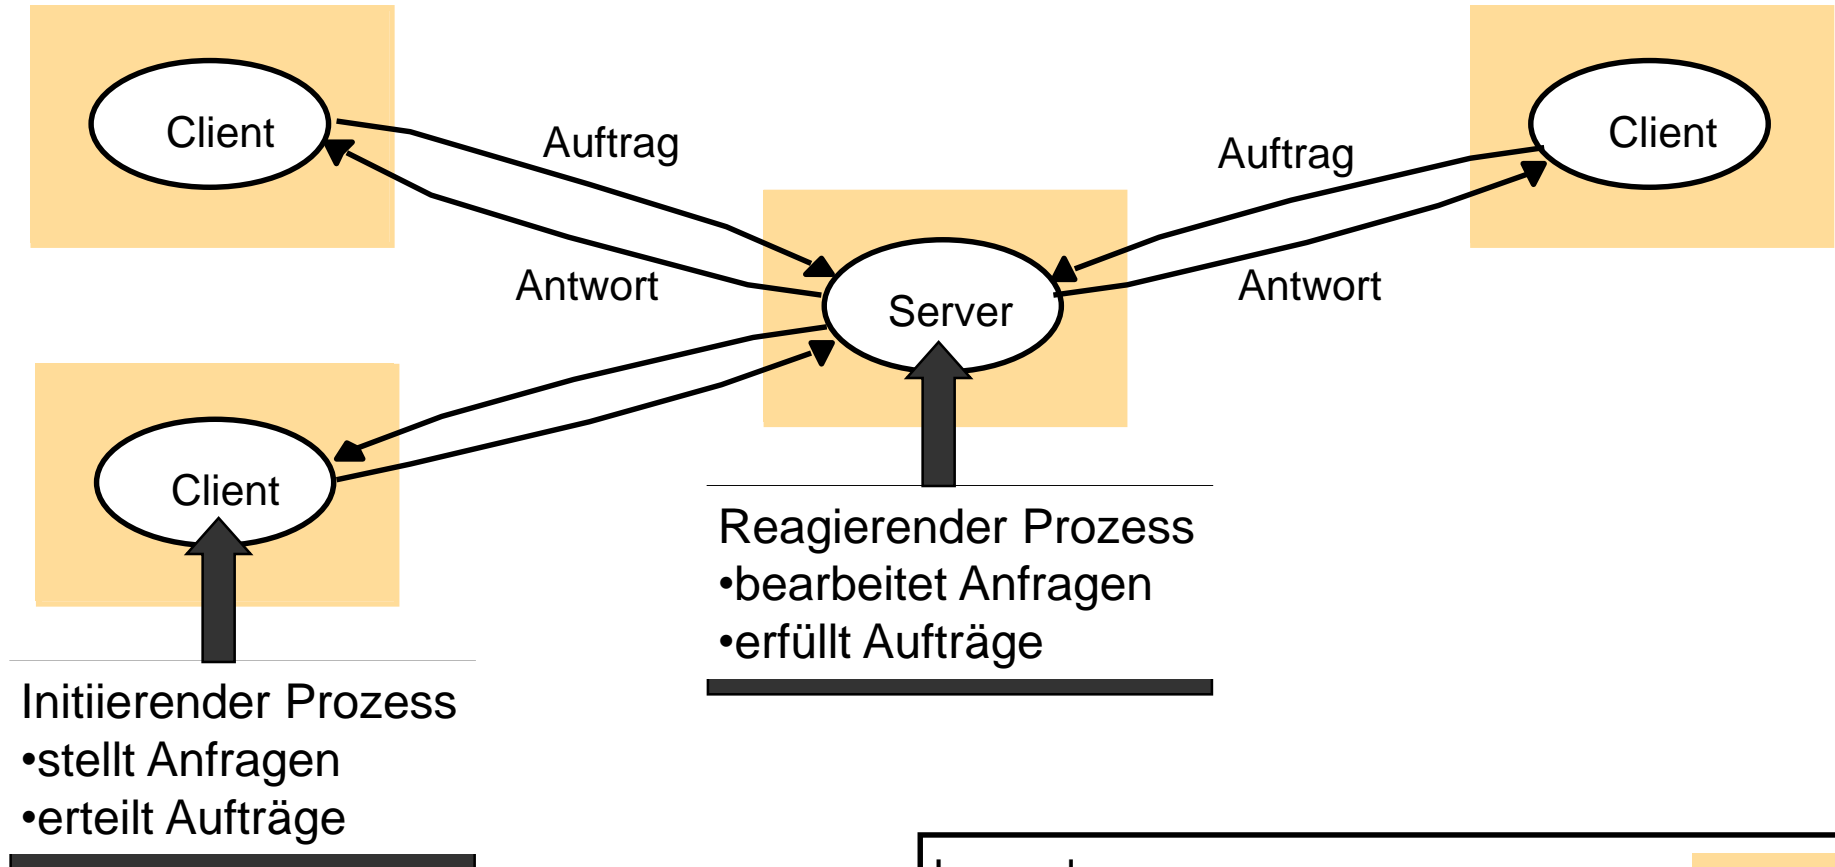 Client
Auftrag
Auftrag
Client
Antwort
Server
Antwort
Client
Reagierender Prozess
•bearbeitet Anfragen
•erfüllt Aufträge
Initiierender Prozess
•stellt Anfragen
•erteilt Aufträge